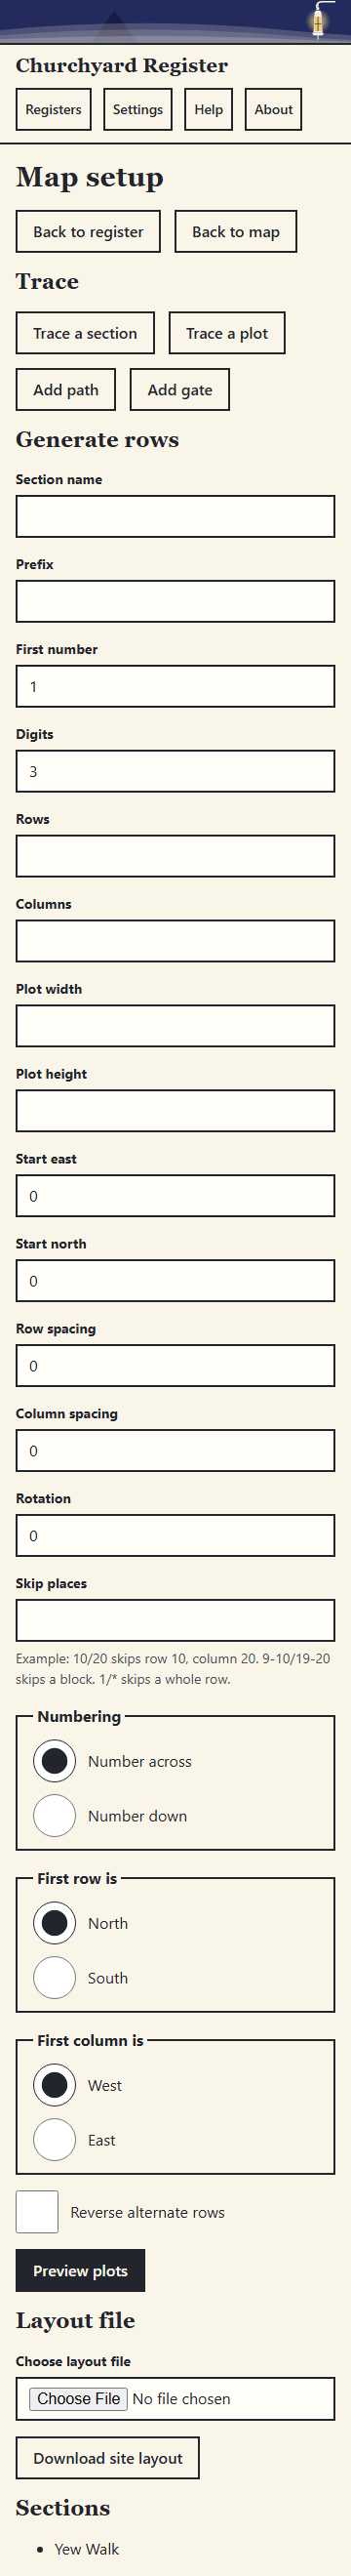 Churchyard Register
Registers Settings Help About
Map setup
Back to register Back to map
Trace
Trace a section Trace a plot
Add path Add gate
Generate rows
Section name
Prefix
First number
1
Digits
3
Rows
Columns
Plot width
Plot height
Start east
0
Start north
0
Row spacing
0
Column spacing
0
Rotation
0
Skip places
Example: 10/20 skips row 10, column 20. 9-10/19-20
skips a block. 1/* skips a whole row.
Numbering
Number across
Number down
First row is
North
South
First column is
West
East
Reverse alternate rows
Preview plots
Layout file
Choose layout file
Choose File No file chosen
Download site layout
Sections
Yew Walk